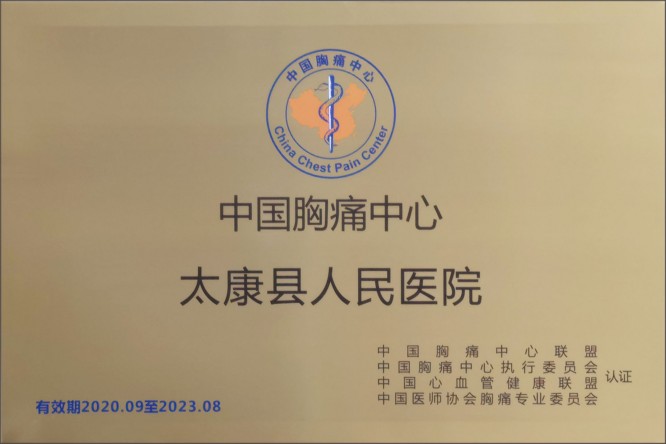 中国胸痛中心
China Chest Pain Center
中国胸痛中心
太康县人民医院
中国胸痛中心联盟
中国胸痛中心执行委员会
中国心血管健康联盟
中国医师协会胸痛专业委员会
认证
有效期2020.09至2023.08